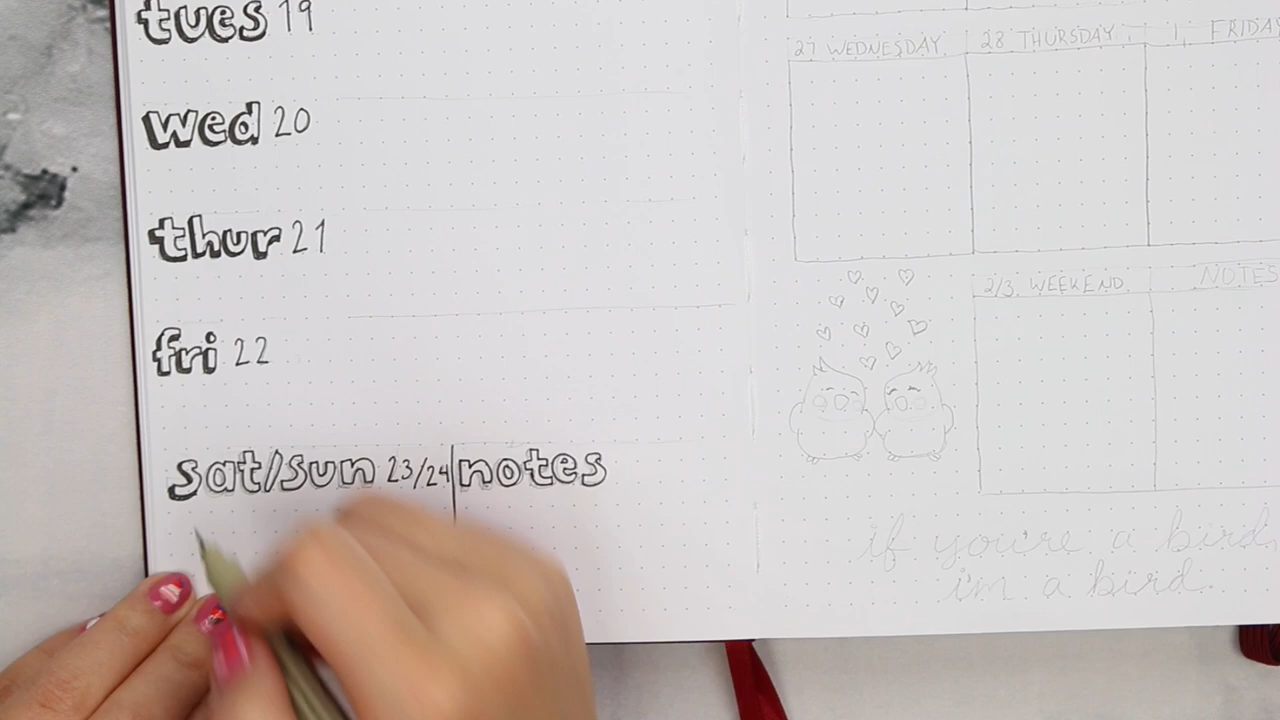 tues 19
wed 20
thur 21
fri 22
sat/sun 23/24 notes
27 WEDNESDAY 28 THURSDAY 1, FRIDAY
2/3. WEEKEND NOTES
if you're a bird,
im a bird.